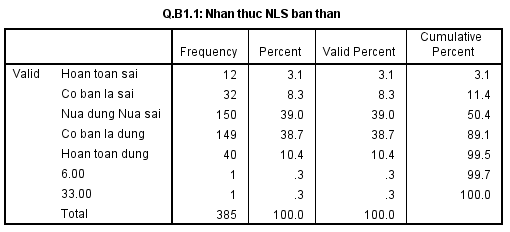 Q.B1.1: Nhan thuc NLS ban than
Frequency Percent Valid Percent Cumulative Percent
Valid Hoan toan sai 12 3.1 3.1 3.1
Co ban la sai 32 8.3 8.3 11.4
Nua dung Nua sai 150 39.0 39.0 50.4
Co ban la dung 149 38.7 38.7 89.1
Hoan toan dung 40 10.4 10.4 99.5
6.00 1 .3 .3 99.7
33.00 1 .3 .3 100.0
Total 385 100.0 100.0